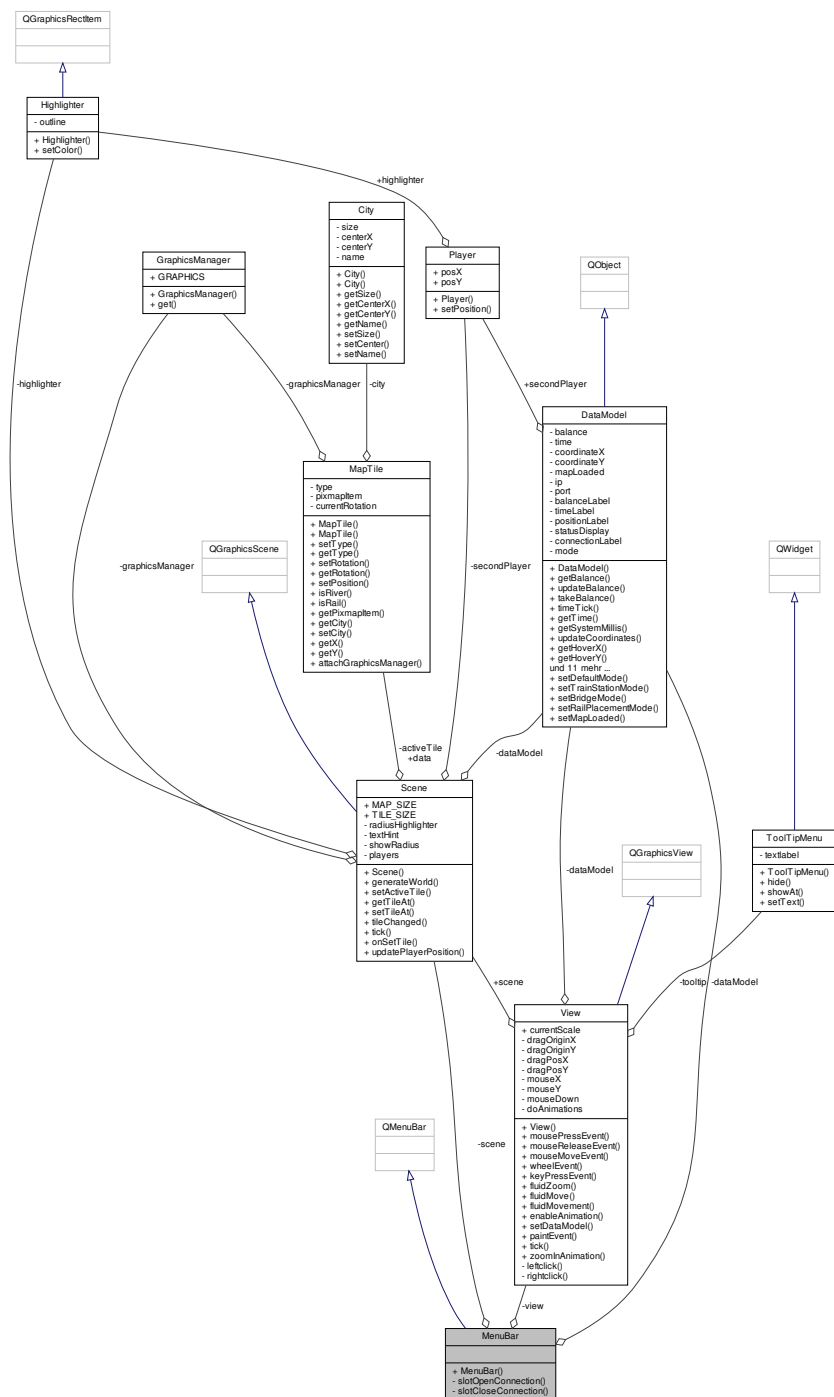 QGraphicsRectItem
Highlighter
- outline
+ Highlighter()
+ setColor()
+highlighter
City
- size
- centerX
- centerY
- name
+ City()
+ City()
+ getSize()
+ getCenterX()
+ getCenterY()
+ getName()
+ setSize()
+ setCenter()
+ setName()
GraphicsManager
+ GRAPHICS
+ GraphicsManager()
+ get()
Player
+ posX
+ posY
+ Player()
+ setPosition()
QObject
-highlighter
-graphicsManager
-city
+secondPlayer
DataModel
- balance
- time
- coordinateX
- coordinateY
- mapLoaded
- ip
- port
- balanceLabel
- timeLabel
- positionLabel
- statusDisplay
- connectionLabel
- mode
+ DataModel()
+ getBalance()
+ updateBalance()
+ takeBalance()
+ timeTick()
+ getTime()
+ getSystemMillis()
+ updateCoordinates()
+ getHoverX()
+ getHoverY()
und 11 mehr ...
+ setDefaultMode()
+ setTrainStationMode()
+ setBridgeMode()
+ setRailPlacementMode()
+ setMapLoaded()
MapTile
- type
- pixmapItem
- currentRotation
+ MapTile()
+ MapTile()
+ setType()
+ getType()
+ setRotation()
+ getRotation()
+ setPosition()
+ isRiver()
+ isRail()
+ getPixmapItem()
+ getCity()
+ setCity()
+ getX()
+ getY()
+ attachGraphicsManager()
QGraphicsScene
-graphicsManager
-secondPlayer
QWidget
-activeTile
+data
-dataModel
Scene
+ MAP_SIZE
+ TILE_SIZE
- radiusHighlighter
- textHint
- showRadius
- players
+ Scene()
+ generateWorld()
+ setActiveTile()
+ getTileAt()
+ setTileAt()
+ tileChanged()
+ tick()
+ onSetTile()
+ updatePlayerPosition()
-dataModel
QGraphicsView
ToolTipMenu
- textlabel
+ ToolTipMenu()
+ hide()
+ showAt()
+ setText()
+scene
-tooltip
-dataModel
View
+ currentScale
- dragOriginX
- dragOriginY
- dragPosX
- dragPosY
- mouseX
- mouseY
- mouseDown
- doAnimations
+ View()
+ mousePressEvent()
+ mouseReleaseEvent()
+ mouseMoveEvent()
+ wheelEvent()
+ keyPressEvent()
+ fluidZoom()
+ fluidMove()
+ fluidMovement()
+ enableAnimation()
+ setDataModel()
+ paintEvent()
+ tick()
+ zoomInAnimation()
- leftclick()
- rightclick()
QMenuBar
-scene
-view
MenuBar
+ MenuBar()
- slotOpenConnection()
- slotCloseConnection()